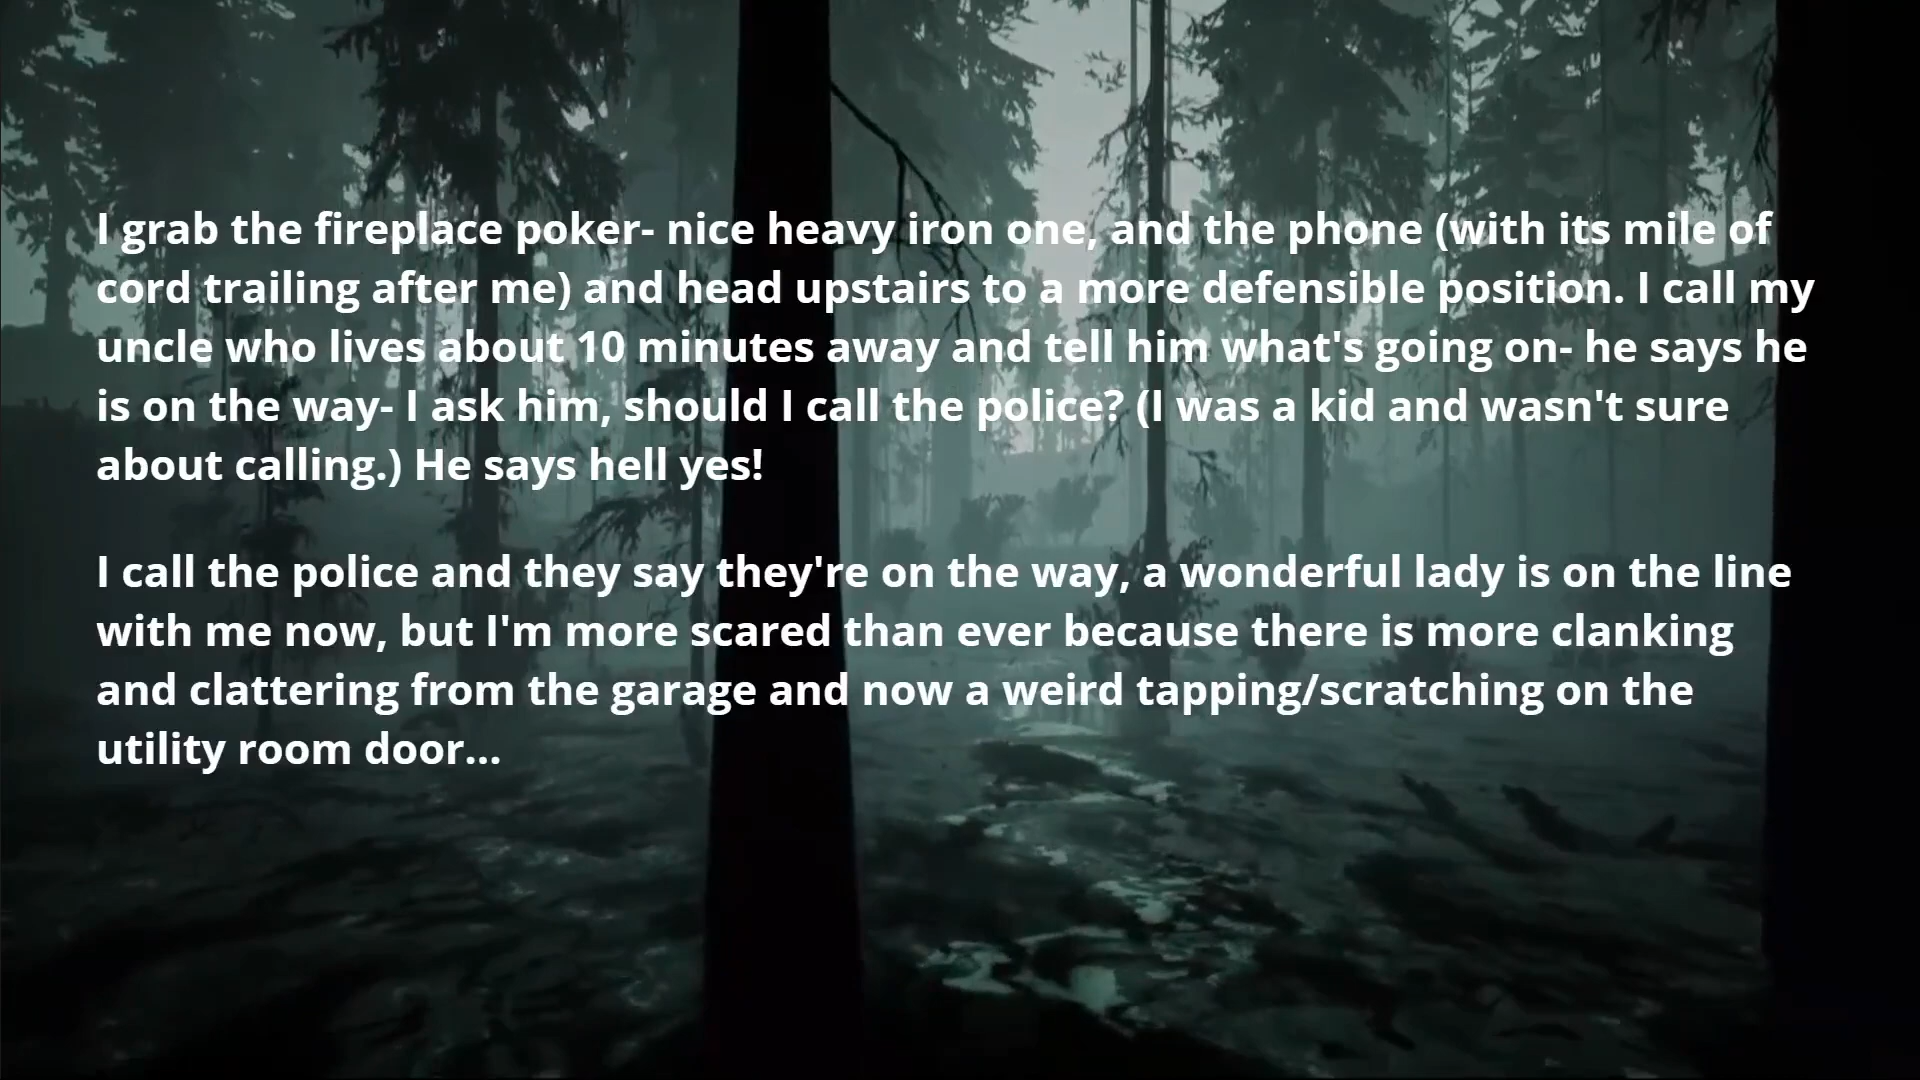 I grab the fireplace poker- nice heavy iron one, and the phone (with its mile of
cord trailing after me) and head upstairs to a more defensible position. I call my
uncle who lives about 10 minutes away and tell him what's going on- he says he
is on the way- I ask him, should I call the police? (I was a kid and wasn't sure
about calling.) He says hell yes!
I call the police and they say they're on the way, a wonderful lady is on the line
with me now, but I'm more scared than ever because there is more clanking
and clattering from the garage and now a weird tapping/scratching on the
utility room door...